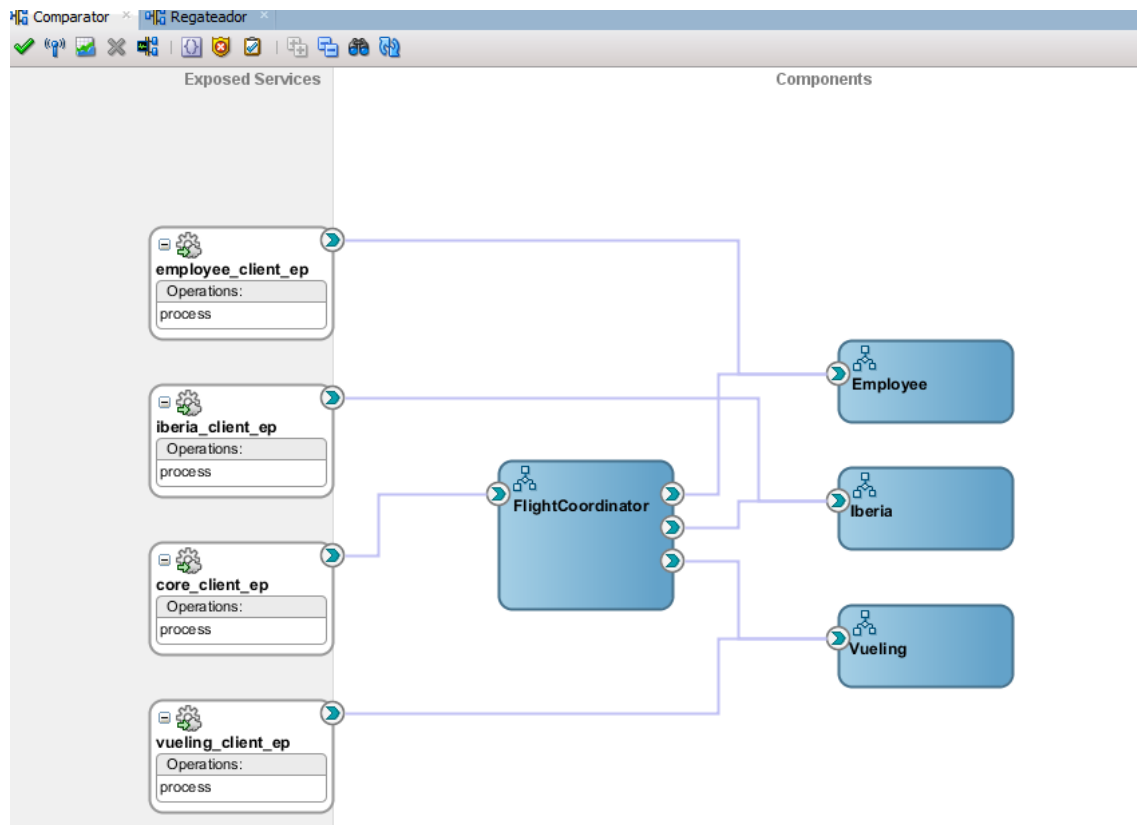 Comparator
Regateador
Exposed Services
Components
employee_client_ep
Operations:
process
Employee
iberia_client_ep
Operations:
process
Iberia
FlightCoordinator
core_client_ep
Operations:
process
Vueling
vueling_client_ep
Operations:
process